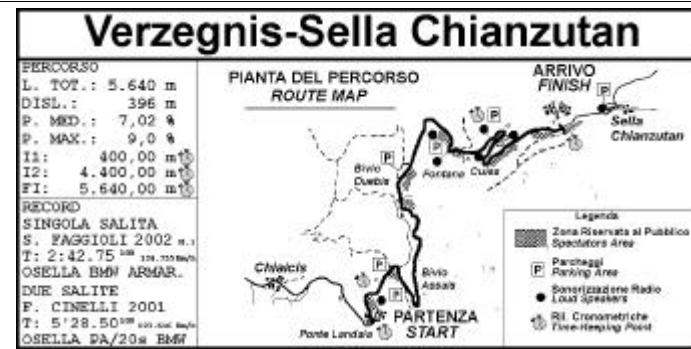 Verzegnis-Sella Chianzutan
PERCORSO
L. TOT.: 5.640 m
DISL.: 396 m
P. MED.: 7,02 %
P. MAX.: 9,0 %
I1: 400,00 m
I2: 4.400,00 m
FI: 5.640,00 m
RECORD
SINGOLA SALITA
S. FAGGIOLI 2002
T: 2:42.75
OSELLA BMW ARMAR.
DUE SALITE
F. CINELLI 2001
T: 5'28.50
OSELLA PA/20s BMW
PIANTA DEL PERCORSO
ROUTE MAP
ARRIVO
FINISH
P
Sella
Chianzutan
P
P
P
Bivio
Duebis
Fontana
Cuies
Chiaicis
P
Bivio
Assais
P
PARTENZA
START
Ponte Landaia
Legenda
Zona Riservata al Pubblico
Spectators Area
P Parcheggi
Parking Area
Sonorizzazione Radio
Loud Speakers
Ril. Cronometriche
Time-Keeping Point